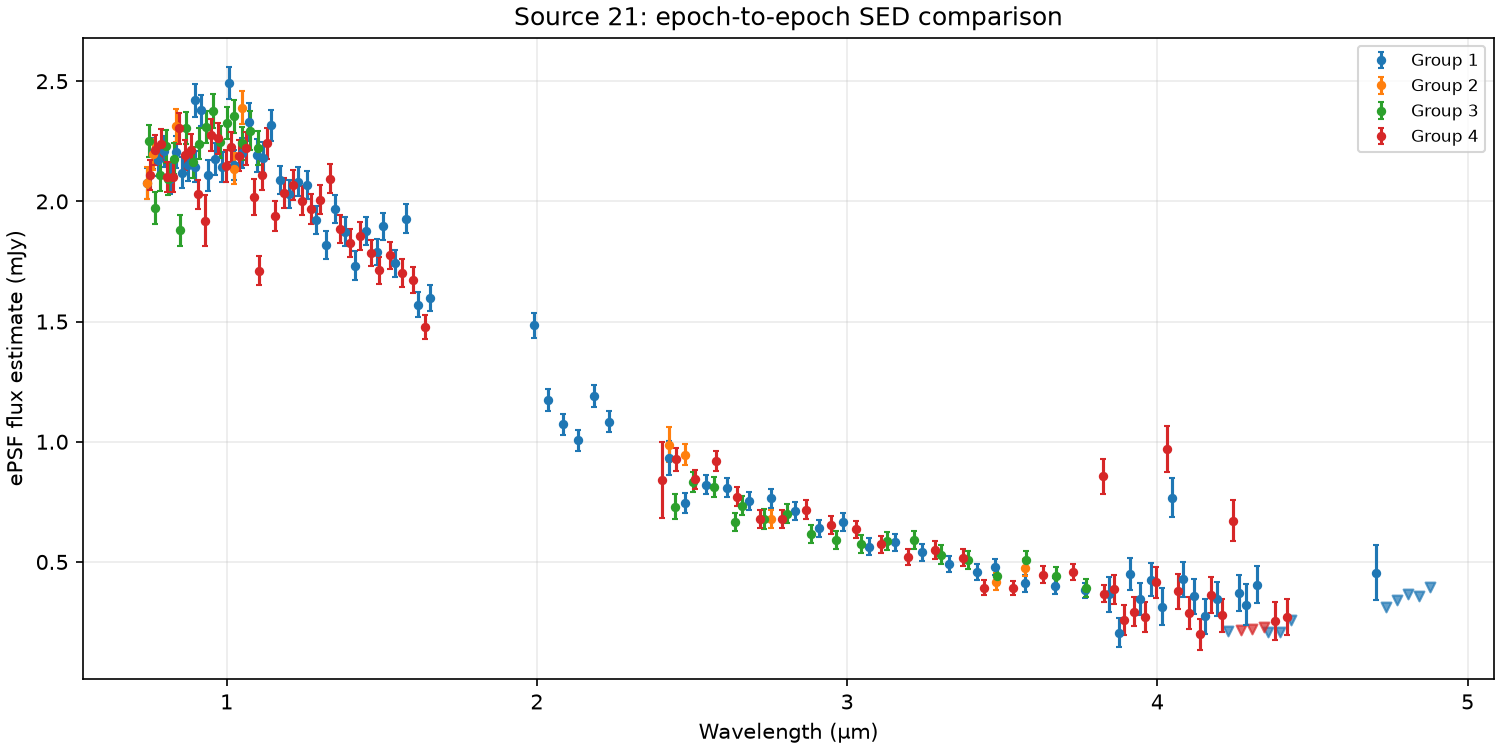 Source 21: epoch-to-epoch SED comparison
Group 1
Group 2
Group 3
Group 4
ePSF flux estimate (mJy)
2.5
2.0
1.5
1.0
0.5
1 2 3 4 5
Wavelength (μm)